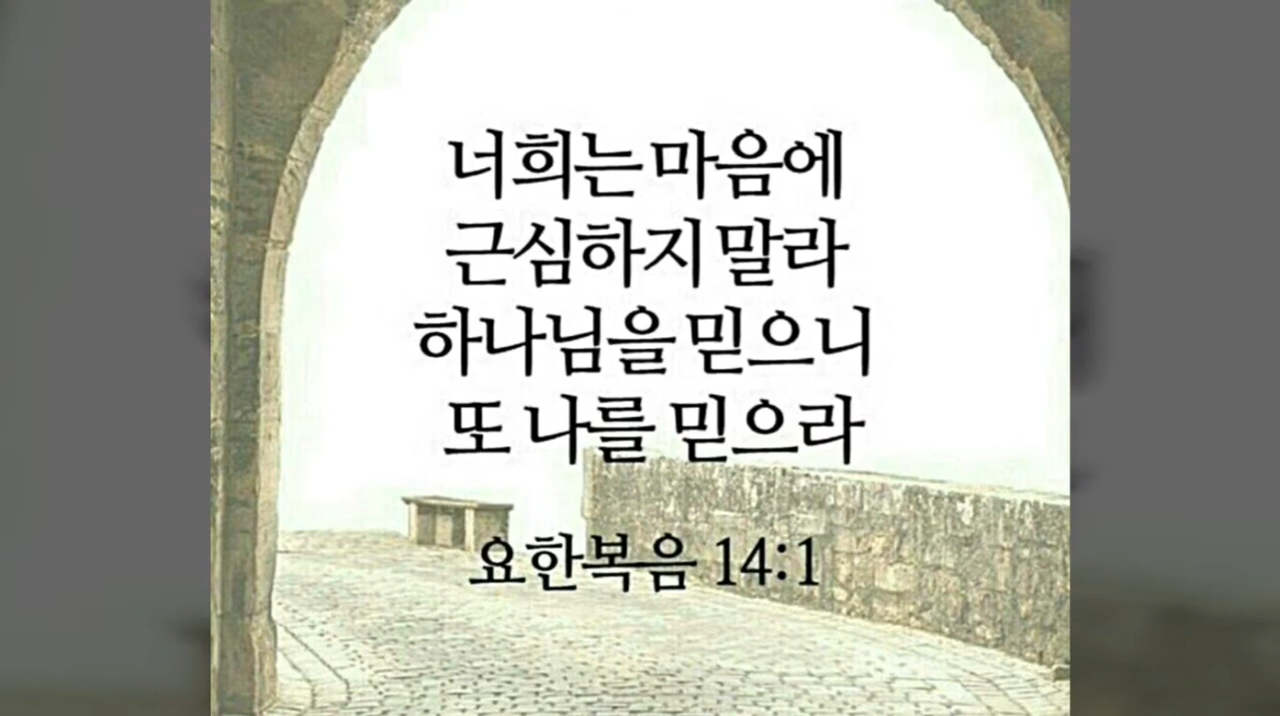 너희는 마음에
근심하지 말라
하나님을 믿으니
또 나를 믿으라
요한복음 14:1